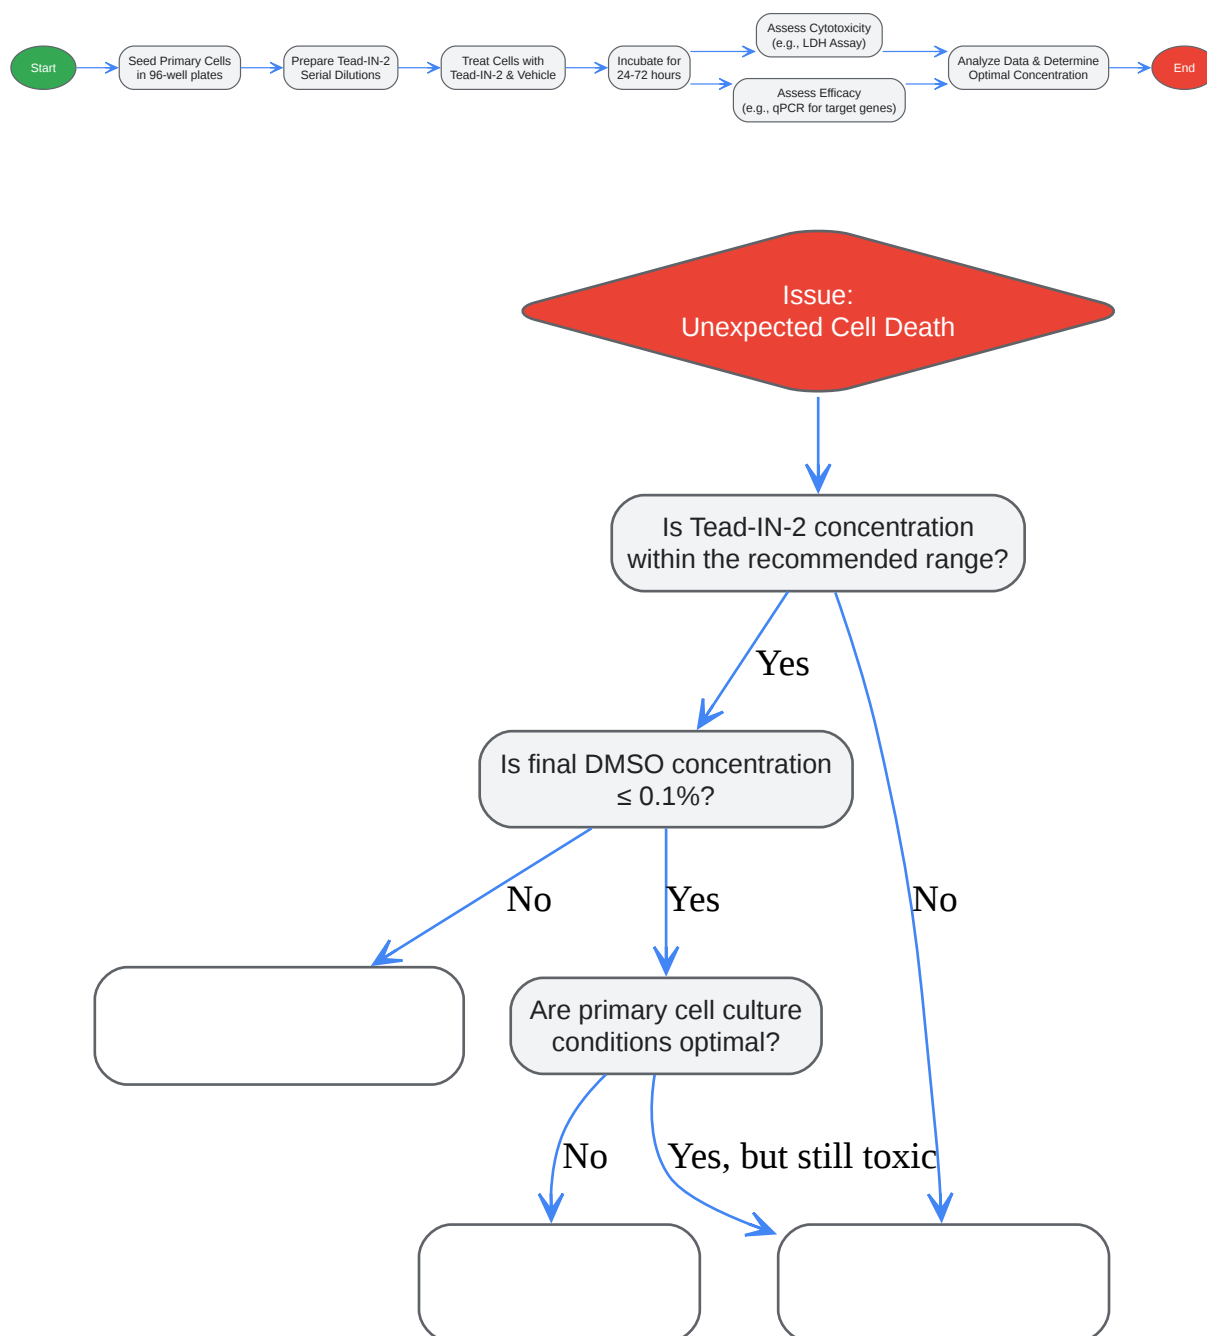 Start
Seed Primary Cells
in 96-well plates
Prepare Tead-IN-2
Serial Dilutions
Treat Cells with
Tead-IN-2 & Vehicle
Incubate for
24-72 hours
Assess Cytotoxicity
(e.g., LDH Assay)
Assess Efficacy
(e.g., qPCR for target genes)
Analyze Data & Determine
Optimal Concentration
End
Issue:
Unexpected Cell Death
Is Tead-IN-2 concentration
within the recommended range?
Yes
Is final DMSO concentration
≤ 0.1%?
No
Yes
No
Are primary cell culture
conditions optimal?
No
Yes, but still toxic